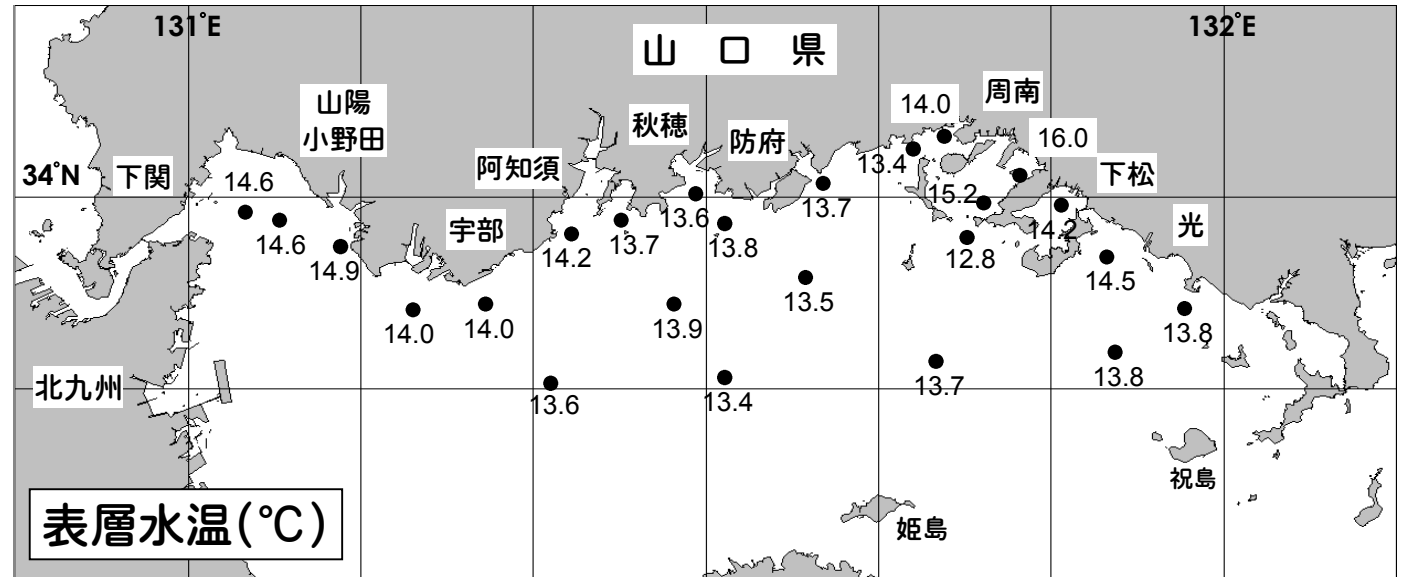 131°E
132°E
山 口 県
山陽
小野田
秋穂
防府
14.0
周南
16.0
13.4
阿知須
下松
34°N
下関
14.6
15.2
13.7
13.6
14.6
宇部
14.2
13.7
13.8
12.8
14.2
光
14.9
14.5
13.5
14.0
14.0
13.9
13.8
13.7
13.8
北九州
13.6
13.4
祝島
姫島
表層水温(℃)